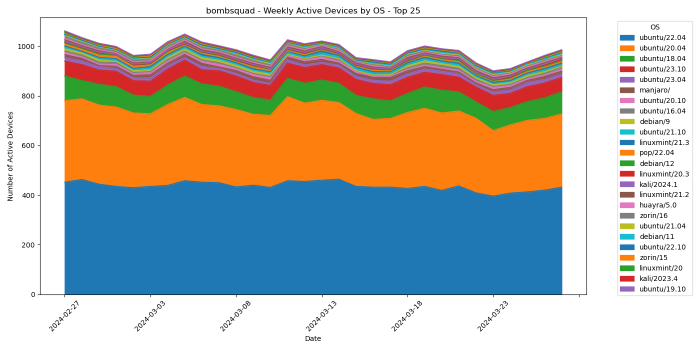 bombsquad - Weekly Active Devices by OS - Top 25
Number of Active Devices
1000
800
600
400
200
0
2024-02-27
2024-03-03
2024-03-08
2024-03-13
2024-03-18
2024-03-23
Date
OS
ubuntu/22.04
ubuntu/20.04
ubuntu/18.04
ubuntu/23.10
ubuntu/23.04
manjaro/
ubuntu/20.10
ubuntu/16.04
debian/9
ubuntu/21.10
linuxmint/21.3
pop/22.04
debian/12
linuxmint/20.3
kali/2024.1
linuxmint/21.2
huayra/5.0
zorin/16
ubuntu/21.04
debian/11
ubuntu/22.10
zorin/15
linuxmint/20
kali/2023.4
ubuntu/19.10